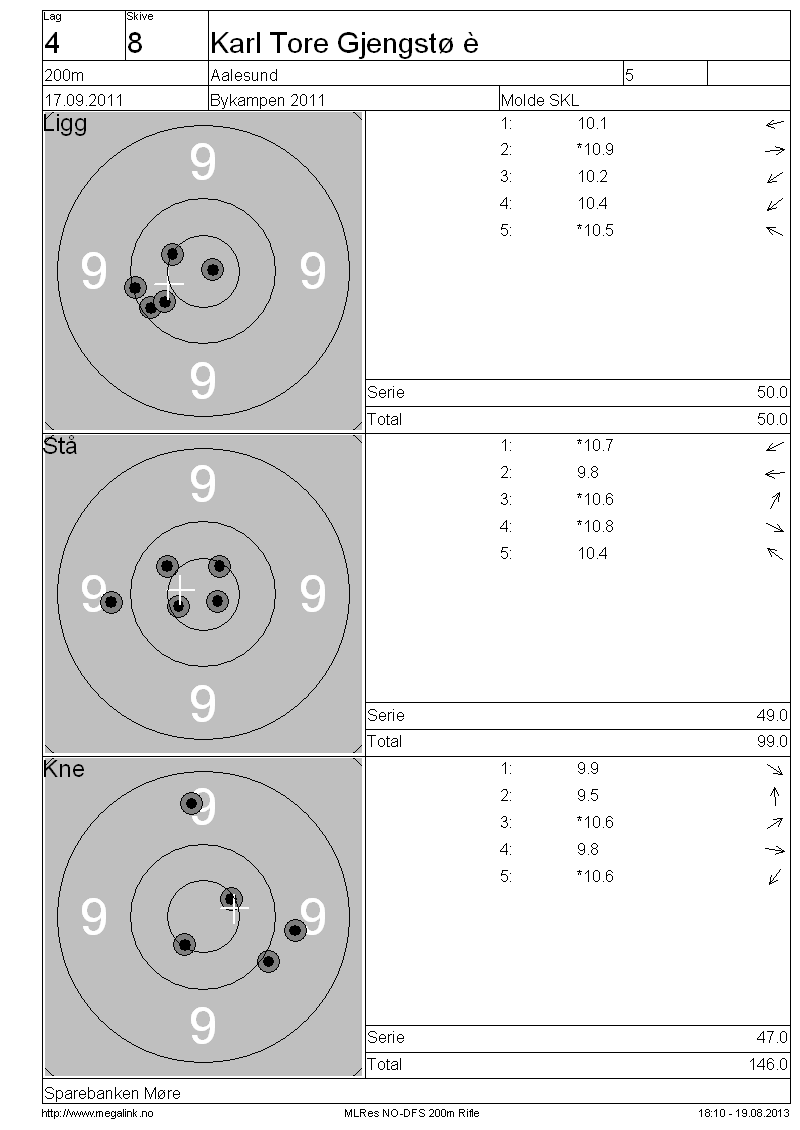 Lag Skive
4 8 Karl Tore Gjengstø è
200m Aalesund 5
17.09.2011 Bykampen 2011 Molde SKL
Ligg
9
9 9
9
1: 10.1
2: *10.9
3: 10.2
4: 10.4
5: *10.5
Serie 50.0
Total 50.0
Stå
9
9 9
9
1: *10.7
2: 9.8
3: *10.6
4: *10.8
5: 10.4
Serie 49.0
Total 99.0
Kne
9
9 9
9
1: 9.9
2: 9.5
3: *10.6
4: 9.8
5: *10.6
Serie 47.0
Total 146.0
Sparebanken Møre
http://www.megalink.no MLRes NO-DFS 200m Rifle 18:10 - 19.08.2013